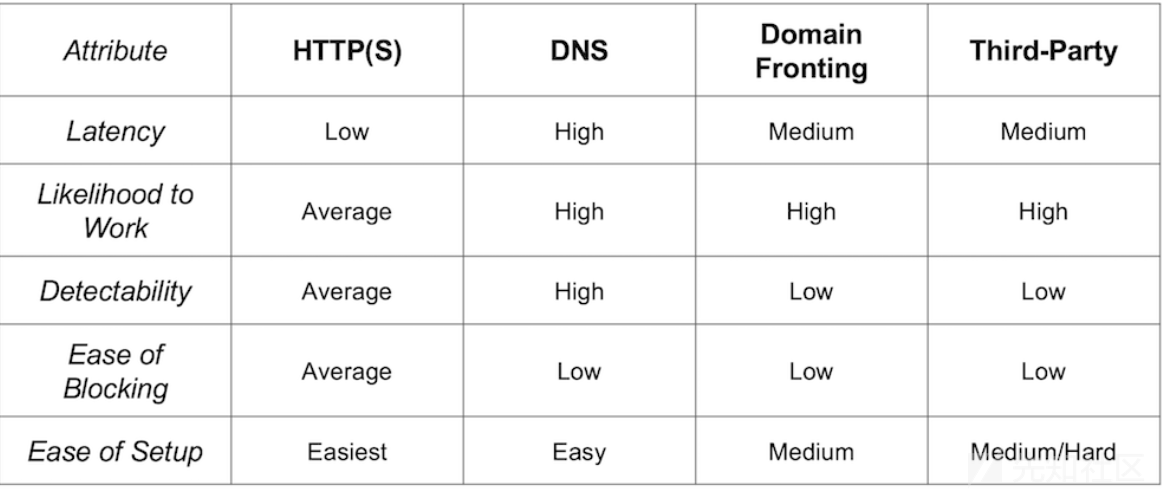 Attribute HTTP(S) DNS Domain Fronting Third-Party
Latency Low High Medium Medium
Likelihood to Work Average High High High
Detectability Average High Low Low
Ease of Blocking Average Low Low Low
Ease of Setup Easiest Easy Medium Medium/Hard
先知社区